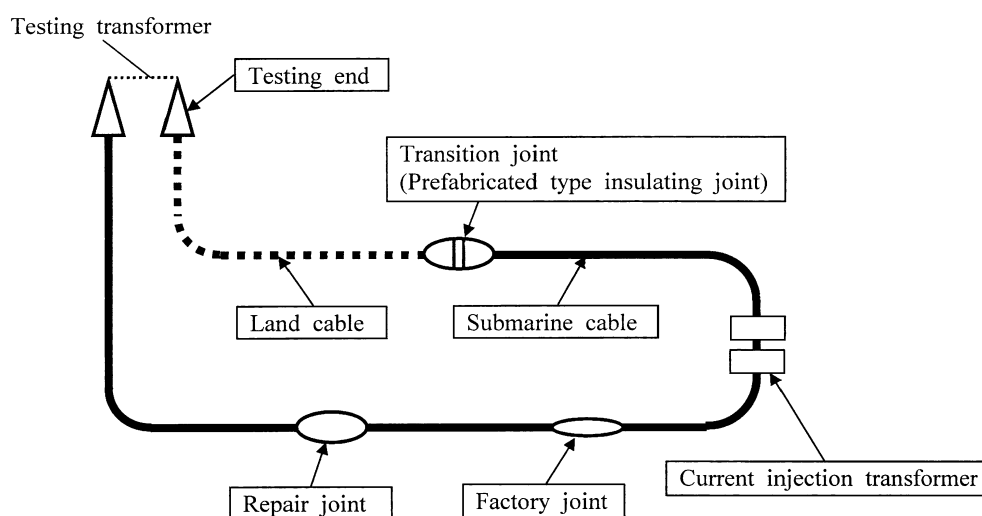 Testing transformer
Testing end
Transition joint
(Prefabricated type insulating joint)
Land cable
Submarine cable
Current injection transformer
Repair joint
Factory joint